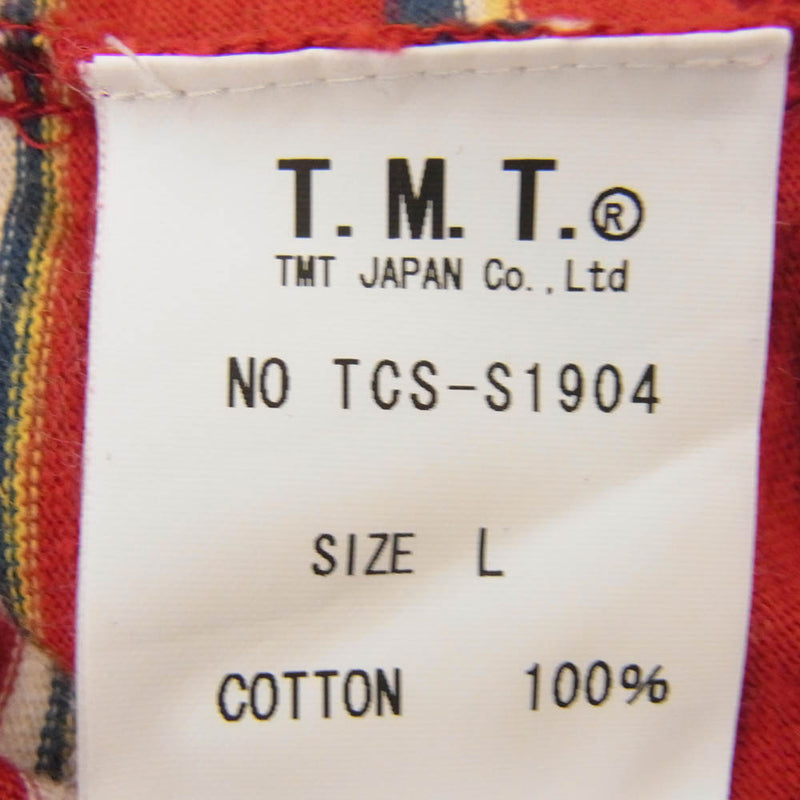 T.M.T.®
TMT JAPAN Co.,Ltd
NO TCS-S1904
SIZE L
COTTON 100%